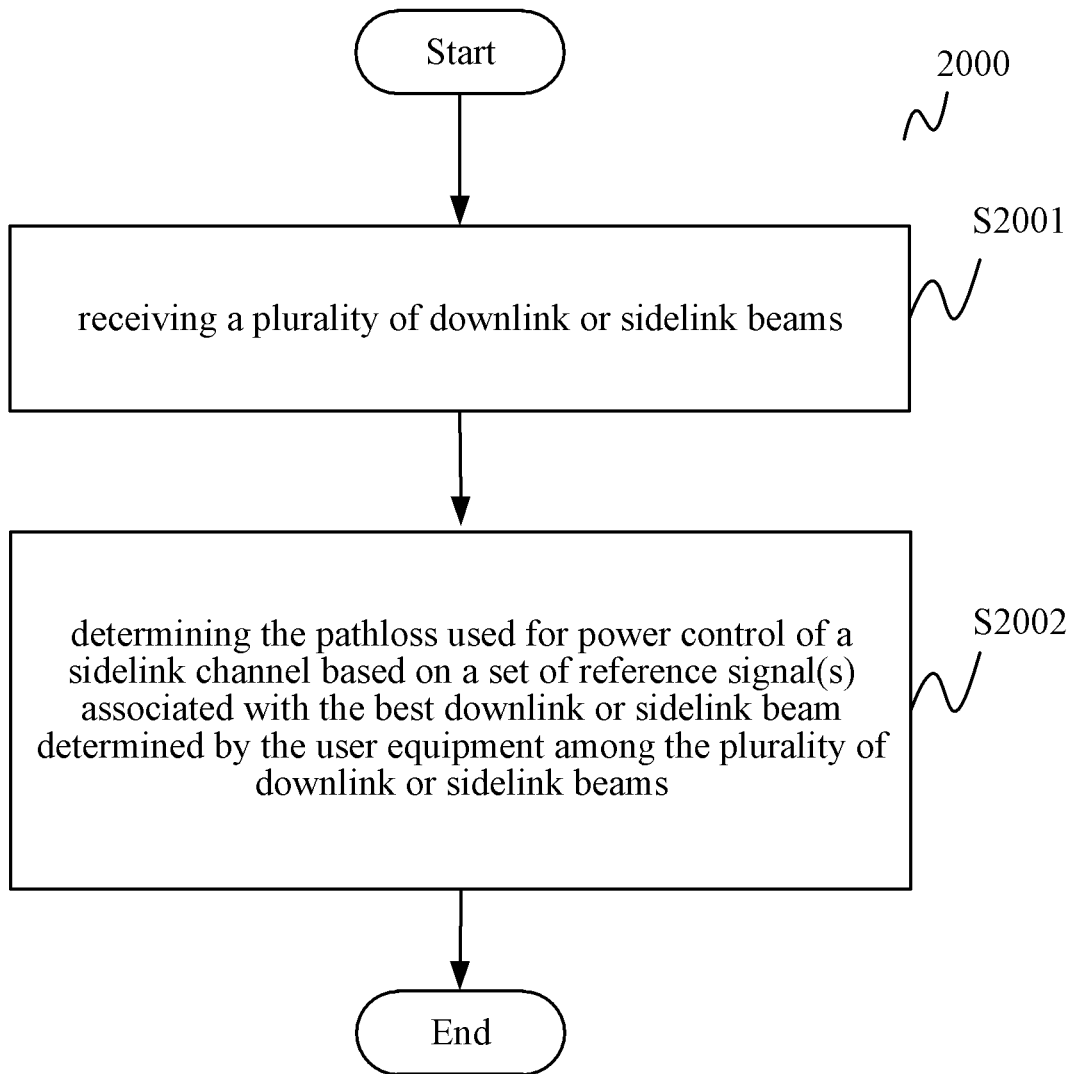 Start
2000
S2001
receiving a plurality of downlink or sidelink beams
S2002
determining the pathloss used for power control of a
sidelink channel based on a set of reference signal(s)
associated with the best downlink or sidelink beam
determined by the user equipment among the plurality of
downlink or sidelink beams
End